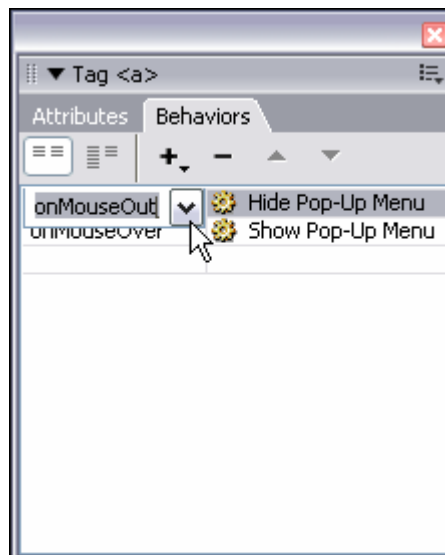 Tag <a>
Attributes Behaviors
onMouseOut Hide Pop-Up Menu
onMouseOver Show Pop-Up Menu